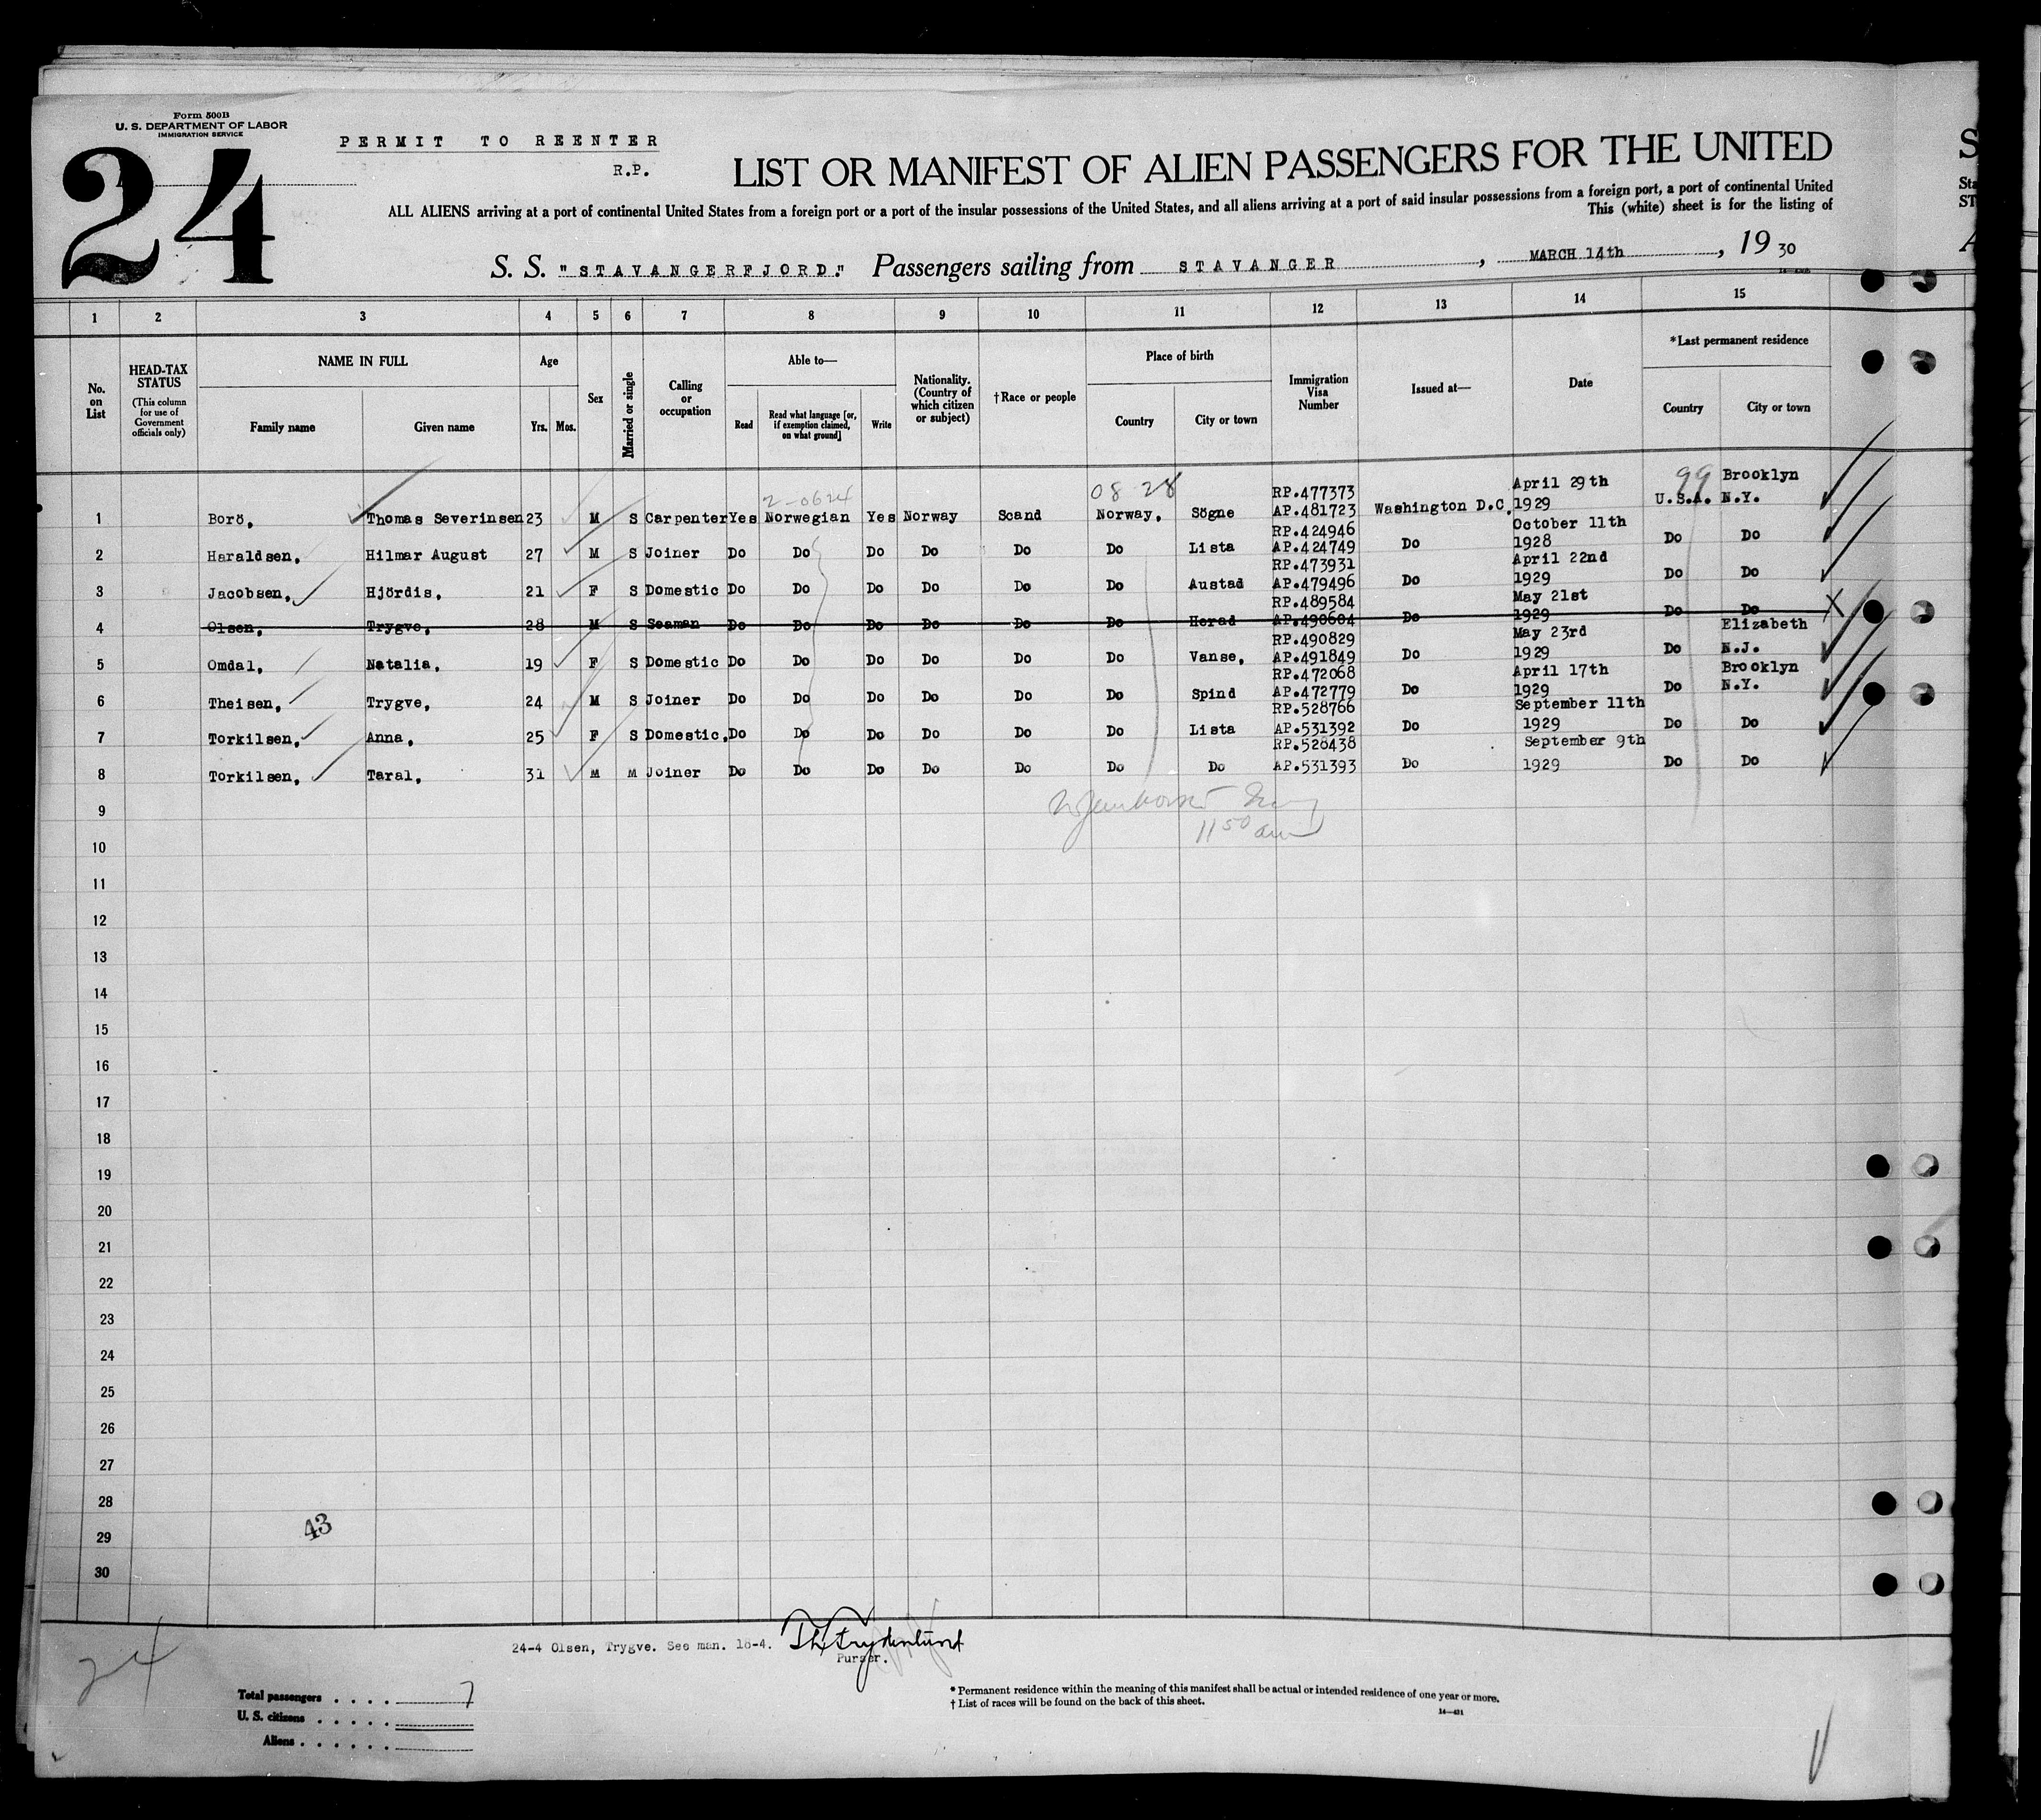 Form 500B
U. S. DEPARTMENT OF LABOR
IMMIGRATION SERVICE
24
PERMIT TO REENTER
R.P.
LIST OR MANIFEST OF ALIEN PASSENGERS FOR THE UNITED
ALL ALIENS arriving at a port of continental United States from a foreign port or a port of the insular possessions of the United States, and all aliens arriving at a port of said insular possessions from a foreign port, a port of continental United
This (white) sheet is for the listing of
S. S. "STAVANGERFJORD." Passengers sailing from STAVANGER, MARCH 14th, 19 30
1 2 3 4 5 6 7 8 9 10 11 12 13 14 15
No. on List
HEAD-TAX STATUS (This column for use of Government officials only)
NAME IN FULL
Family name Given name
Age
Yrs. Mos.
Sex
Married or single
Calling or occupation
Able to—
Read
Read what language [or, if exemption claimed, on what ground]
Write
Nationality. (Country of which citizen or subject)
†Race or people
Place of birth
Country City or town
Immigration Visa Number
Issued at—
Date
*Last permanent residence
Country City or town
2-0624 08 28 99
1 Borö, Thomas Severinsen 23 M S Carpenter Yes Norwegian Yes Norway Scand Norway, Sögne RP.477373 AP.481723 Washington D.C. April 29th 1929 U.S.A. Brooklyn N.Y.
2 Haraldsen, Hilmar August 27 M S Joiner Do Do Do Do Do Do Lista RP.424946 AP.424749 Do October 11th 1928 Do Do
3 Jacobsen, Hjördis, 21 F S Domestic Do Do Do Do Do Do Austad RP.473931 AP.479496 Do April 22nd 1929 Do Do
4 Olsen, Trygve, 28 M S Seaman Do Do Do Do Do Do Herad RP.489584 AP.490604 Do May 21st 1929 Do Do X
5 Omdal, Natalia, 19 F S Domestic Do Do Do Do Do Do Vanse, RP.490829 AP.491849 Do May 23rd 1929 Do Elizabeth N.J.
6 Theisen, Trygve, 24 M S Joiner Do Do Do Do Do Do Spind RP.472068 AP.472779 Do April 17th 1929 Do Brooklyn N.Y.
7 Torkilsen, Anna, 25 F S Domestic, Do Do Do Do Do Do Lista RP.528766 AP.531392 Do September 11th 1929 Do Do
8 Torkilsen, Taral, 31 M M Joiner Do Do Do Do Do Do Do RP.528438 AP.531393 Do September 9th 1929 Do Do
9
1150 am
10
11
12
13
14
15
16
17
18
19
20
21
22
23
24
25
26
27
28
29
30
43
24-4 Olsen, Trygve. See man. 18-4.
Purser.
24
Total passengers . . . . 7
U. S. citizens . . . . .
Aliens . . . . . .
* Permanent residence within the meaning of this manifest shall be actual or intended residence of one year or more.
† List of races will be found on the back of this sheet.
14—421